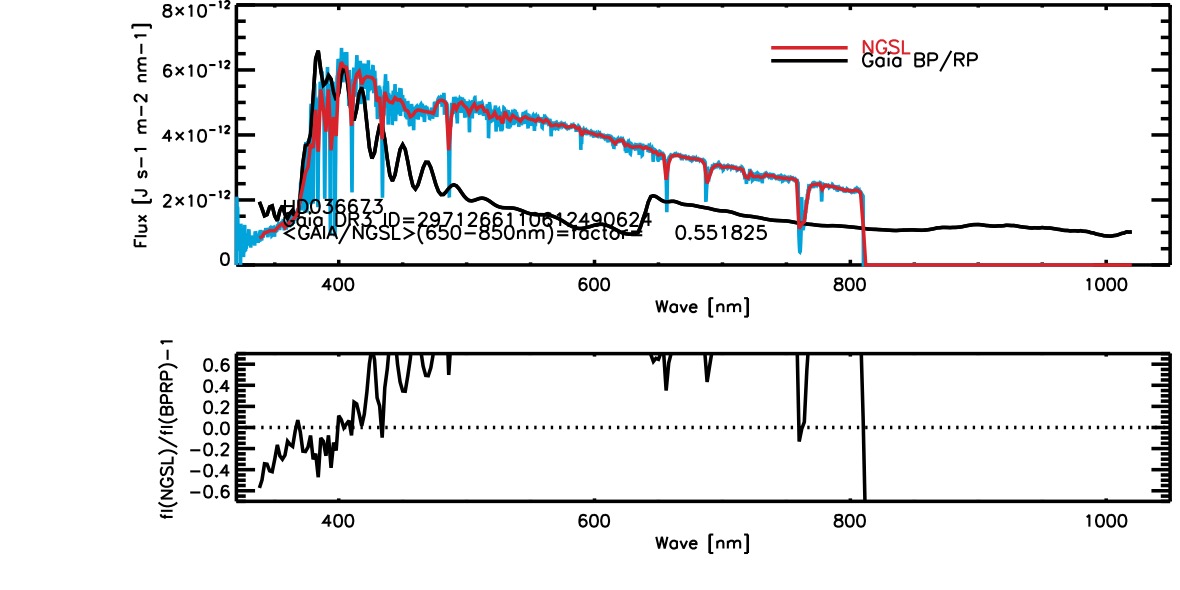 8×10−12
6×10−12
4×10−12
2×10−12
0
Flux [J s−1 m−2 nm−1]
NGSL
Gaia BP/RP
HD036673
Gaia DR3 ID=2971266110612490624
<GAIA/NGSL>(650−850nm)=factor= 0.551825
400 600 800 1000
Wave [nm]
0.6
0.4
0.2
0.0
−0.2
−0.4
−0.6
fl(NGSL)/fl(BPRP)−1
400 600 800 1000
Wave [nm]